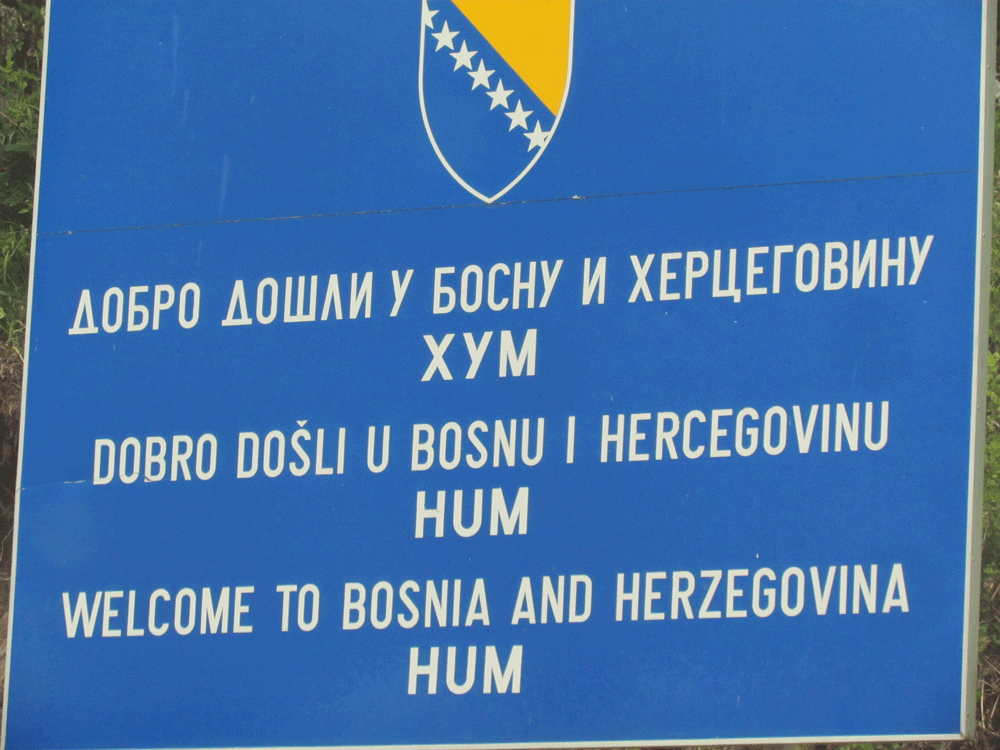 ДОБРО ДОШЛИ У БОСНУ И ХЕРЦЕГОВИНУ
ХУМ
DOBRO DOŠLI U BOSNU I HERCEGOVINU
HUM
WELCOME TO BOSNIA AND HERZEGOVINA
HUM